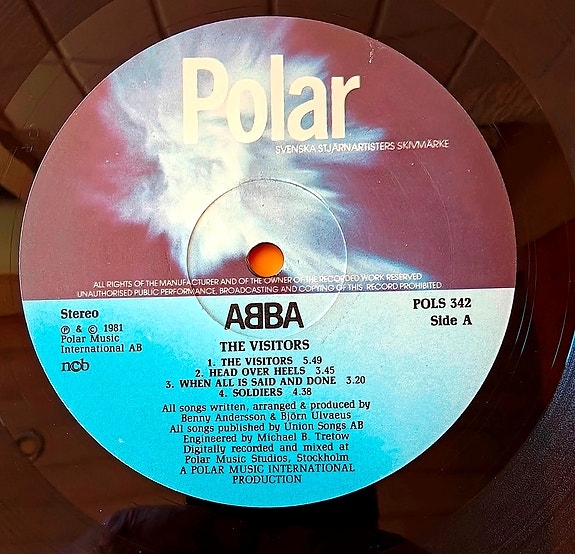 Polar
SVENSKA STJÄRNARTISTERS SKIVMÄRKE
ALL RIGHTS OF THE MANUFACTURER AND OF THE OWNER OF THE RECORDED WORK RESERVED
UNAUTHORISED PUBLIC PERFORMANCE, BROADCASTING AND COPYING OF THIS RECORD PROHIBITED
Stereo
℗ & © 1981
Polar Music
International AB
ncb
ABBA
POLS 342
Side A
THE VISITORS
1. THE VISITORS 5.49
2. HEAD OVER HEELS 3.45
3. WHEN ALL IS SAID AND DONE 3.20
4. SOLDIERS 4.38
All songs written, arranged & produced by
Benny Andersson & Björn Ulvaeus
All songs published by Union Songs AB
Engineered by Michael B. Tretow
Digitally recorded and mixed at
Polar Music Studios, Stockholm
A POLAR MUSIC INTERNATIONAL
PRODUCTION